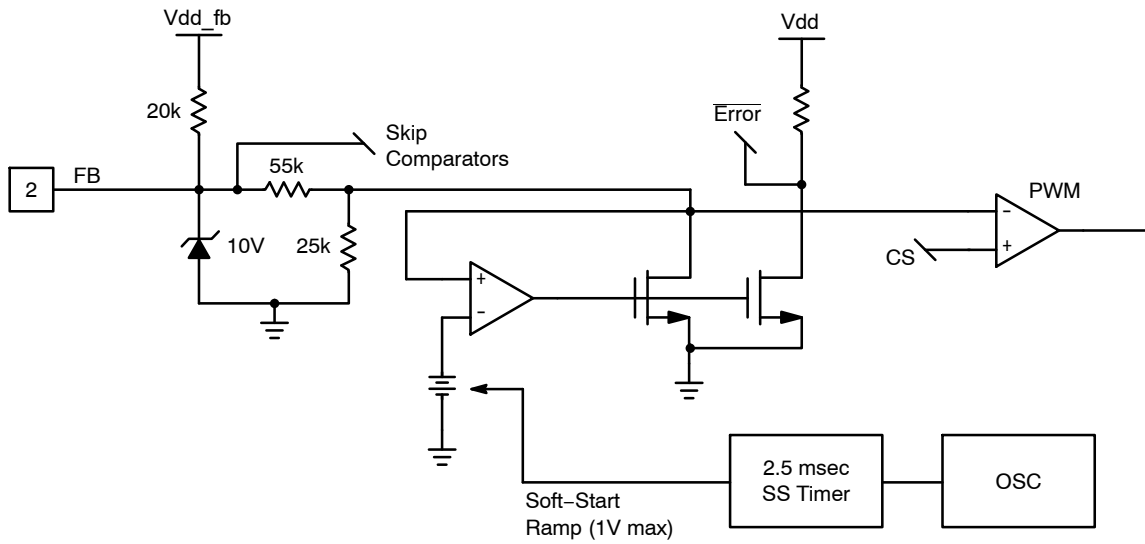 Vdd_fb
Vdd
20k
Error
Skip
Comparators
2
FB
55k
PWM
10V
25k
CS
+
−
−
+
2.5 msec
SS Timer
OSC
Soft−Start
Ramp (1V max)